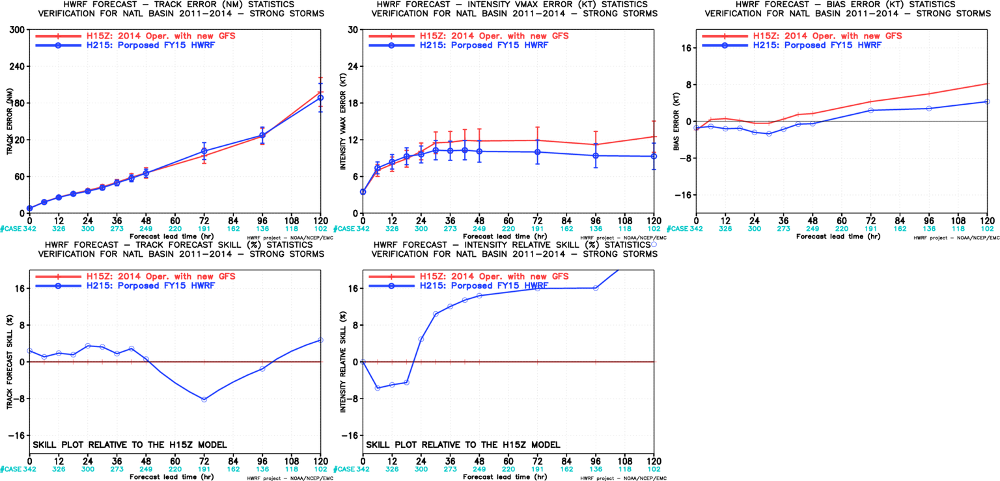 HWRF FORECAST – TRACK ERROR (NM) STATISTICS
VERIFICATION FOR NATL BASIN 2011–2014 – STRONG STORMS
H15Z: 2014 Oper. with new GFS
H215: Porposed FY15 HWRF
TRACK ERROR (NM)
300
240
180
120
60
0
0 12 24 36 48 60 72 84 96 108 120
#CASE 342 326 300 273 249 220 191 162 136 118 102
Forecast lead time (hr)
HWRF project – NOAA/NCEP/EMC
HWRF FORECAST – INTENSITY VMAX ERROR (KT) STATISTICS
VERIFICATION FOR NATL BASIN 2011–2014 – STRONG STORMS
H15Z: 2014 Oper. with new GFS
H215: Porposed FY15 HWRF
INTENSITY VMAX ERROR (KT)
30
24
18
12
6
0
0 12 24 36 48 60 72 84 96 108 120
#CASE 342 326 300 273 249 220 191 162 136 118 102
Forecast lead time (hr)
HWRF project – NOAA/NCEP/EMC
HWRF FORECAST – BIAS ERROR (KT) STATISTICS
VERIFICATION FOR NATL BASIN 2011–2014 – STRONG STORMS
H15Z: 2014 Oper. with new GFS
H215: Porposed FY15 HWRF
BIAS ERROR (KT)
16
8
0
–8
–16
0 12 24 36 48 60 72 84 96 108 120
#CASE 342 326 300 273 249 220 191 162 136 118 102
Forecast lead time (hr)
HWRF project – NOAA/NCEP/EMC
HWRF FORECAST – TRACK FORECAST SKILL (%) STATISTICS
VERIFICATION FOR NATL BASIN 2011–2014 – STRONG STORMS
H15Z: 2014 Oper. with new GFS
H215: Porposed FY15 HWRF
TRACK FORECAST SKILL (%)
16
8
0
–8
–16
SKILL PLOT RELATIVE TO THE H15Z MODEL
0 12 24 36 48 60 72 84 96 108 120
#CASE 342 326 300 273 249 220 191 162 136 118 102
Forecast lead time (hr)
HWRF project – NOAA/NCEP/EMC
HWRF FORECAST – INTENSITY RELATIVE SKILL (%) STATISTICS
VERIFICATION FOR NATL BASIN 2011–2014 – STRONG STORMS
H15Z: 2014 Oper. with new GFS
H215: Porposed FY15 HWRF
INTENSITY RELATIVE SKILL (%)
16
8
0
–8
–16
SKILL PLOT RELATIVE TO THE H15Z MODEL
0 12 24 36 48 60 72 84 96 108 120
#CASE 342 326 300 273 249 220 191 162 136 118 102
Forecast lead time (hr)
HWRF project – NOAA/NCEP/EMC